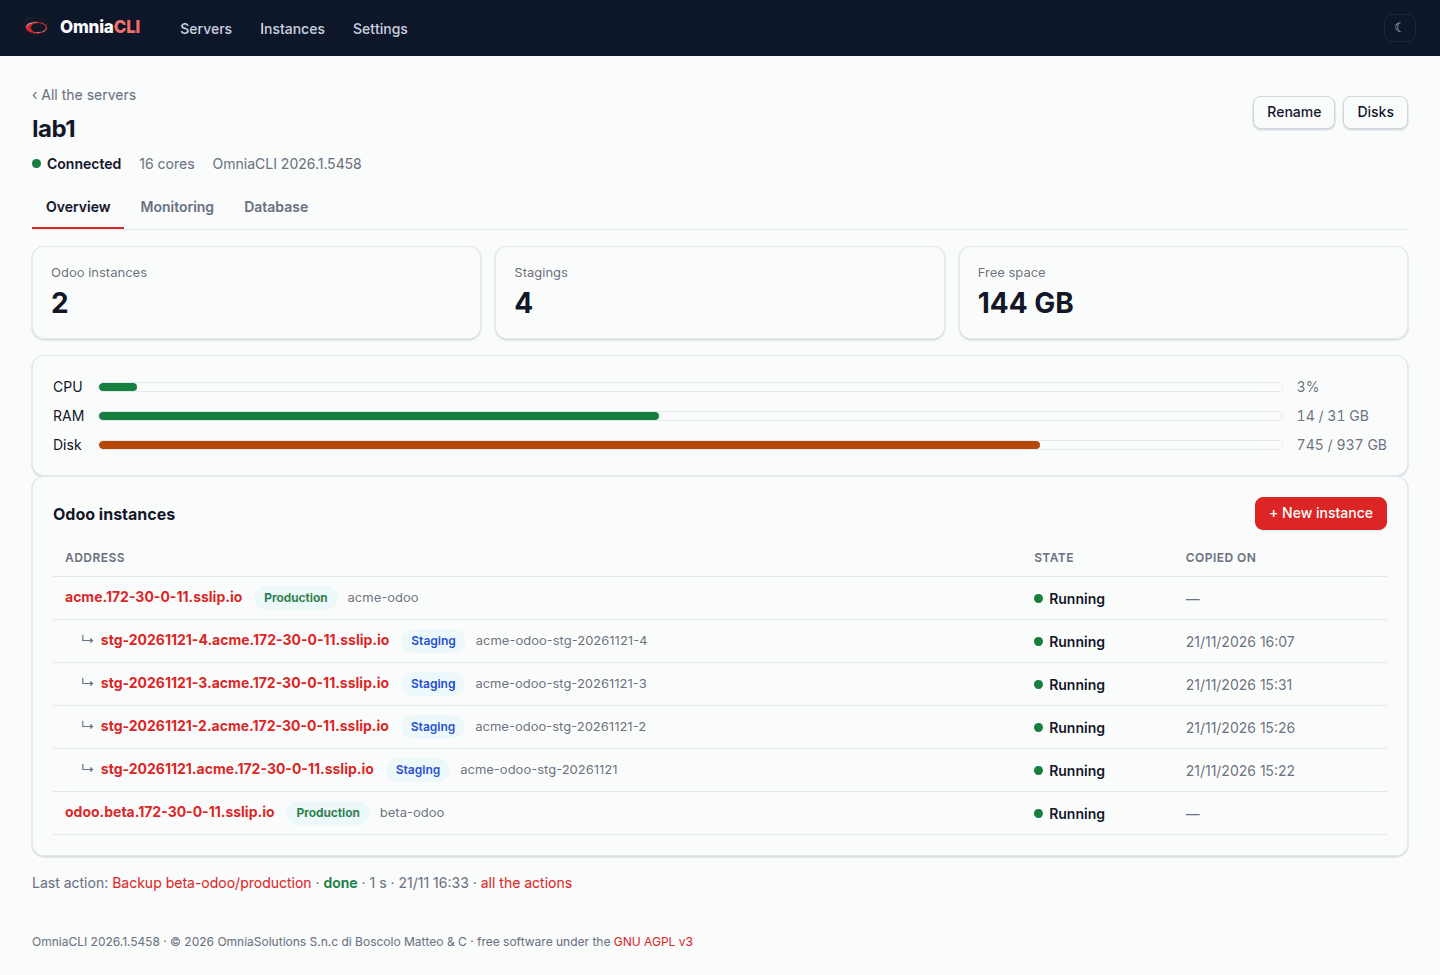 OmniaCLI Servers Instances Settings
‹ All the servers
lab1
Rename Disks
Connected 16 cores OmniaCLI 2026.1.5458
Overview Monitoring Database
Odoo instances
2
Stagings
4
Free space
144 GB
CPU 3%
RAM 14 / 31 GB
Disk 745 / 937 GB
Odoo instances + New instance
ADDRESS STATE COPIED ON
acme.172-30-0-11.sslip.io Production acme-odoo Running —
↳ stg-20261121-4.acme.172-30-0-11.sslip.io Staging acme-odoo-stg-20261121-4 Running 21/11/2026 16:07
↳ stg-20261121-3.acme.172-30-0-11.sslip.io Staging acme-odoo-stg-20261121-3 Running 21/11/2026 15:31
↳ stg-20261121-2.acme.172-30-0-11.sslip.io Staging acme-odoo-stg-20261121-2 Running 21/11/2026 15:26
↳ stg-20261121.acme.172-30-0-11.sslip.io Staging acme-odoo-stg-20261121 Running 21/11/2026 15:22
odoo.beta.172-30-0-11.sslip.io Production beta-odoo Running —
Last action: Backup beta-odoo/production · done · 1 s · 21/11 16:33 · all the actions
OmniaCLI 2026.1.5458 · © 2026 OmniaSolutions S.n.c di Boscolo Matteo & C · free software under the GNU AGPL v3